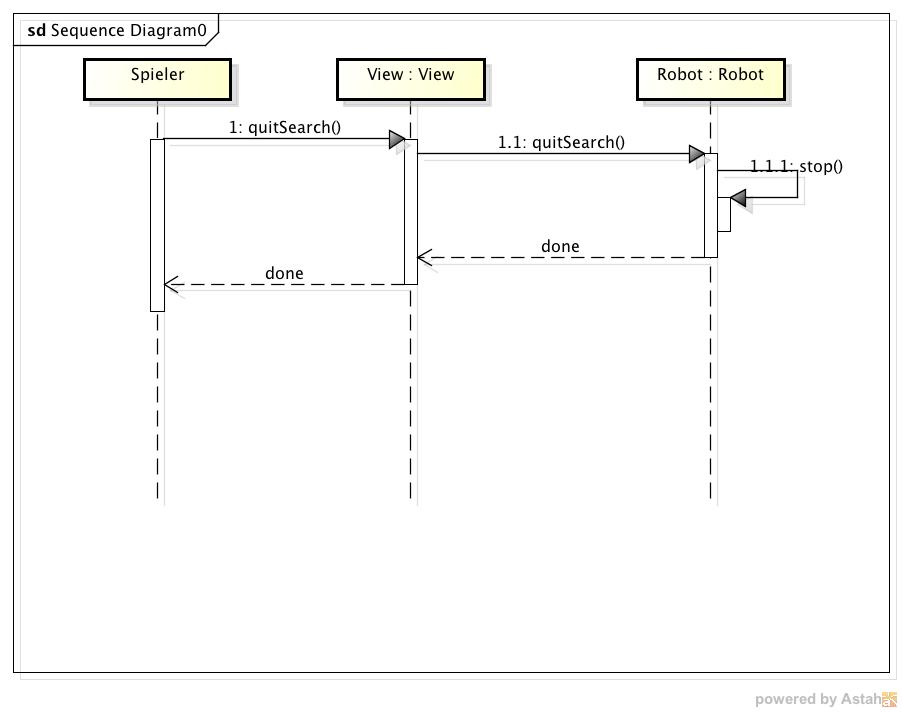 sd Sequence Diagram0
Spieler
View : View
Robot : Robot
1: quitSearch()
1.1: quitSearch()
1.1.1: stop()
done
done
powered by Astah